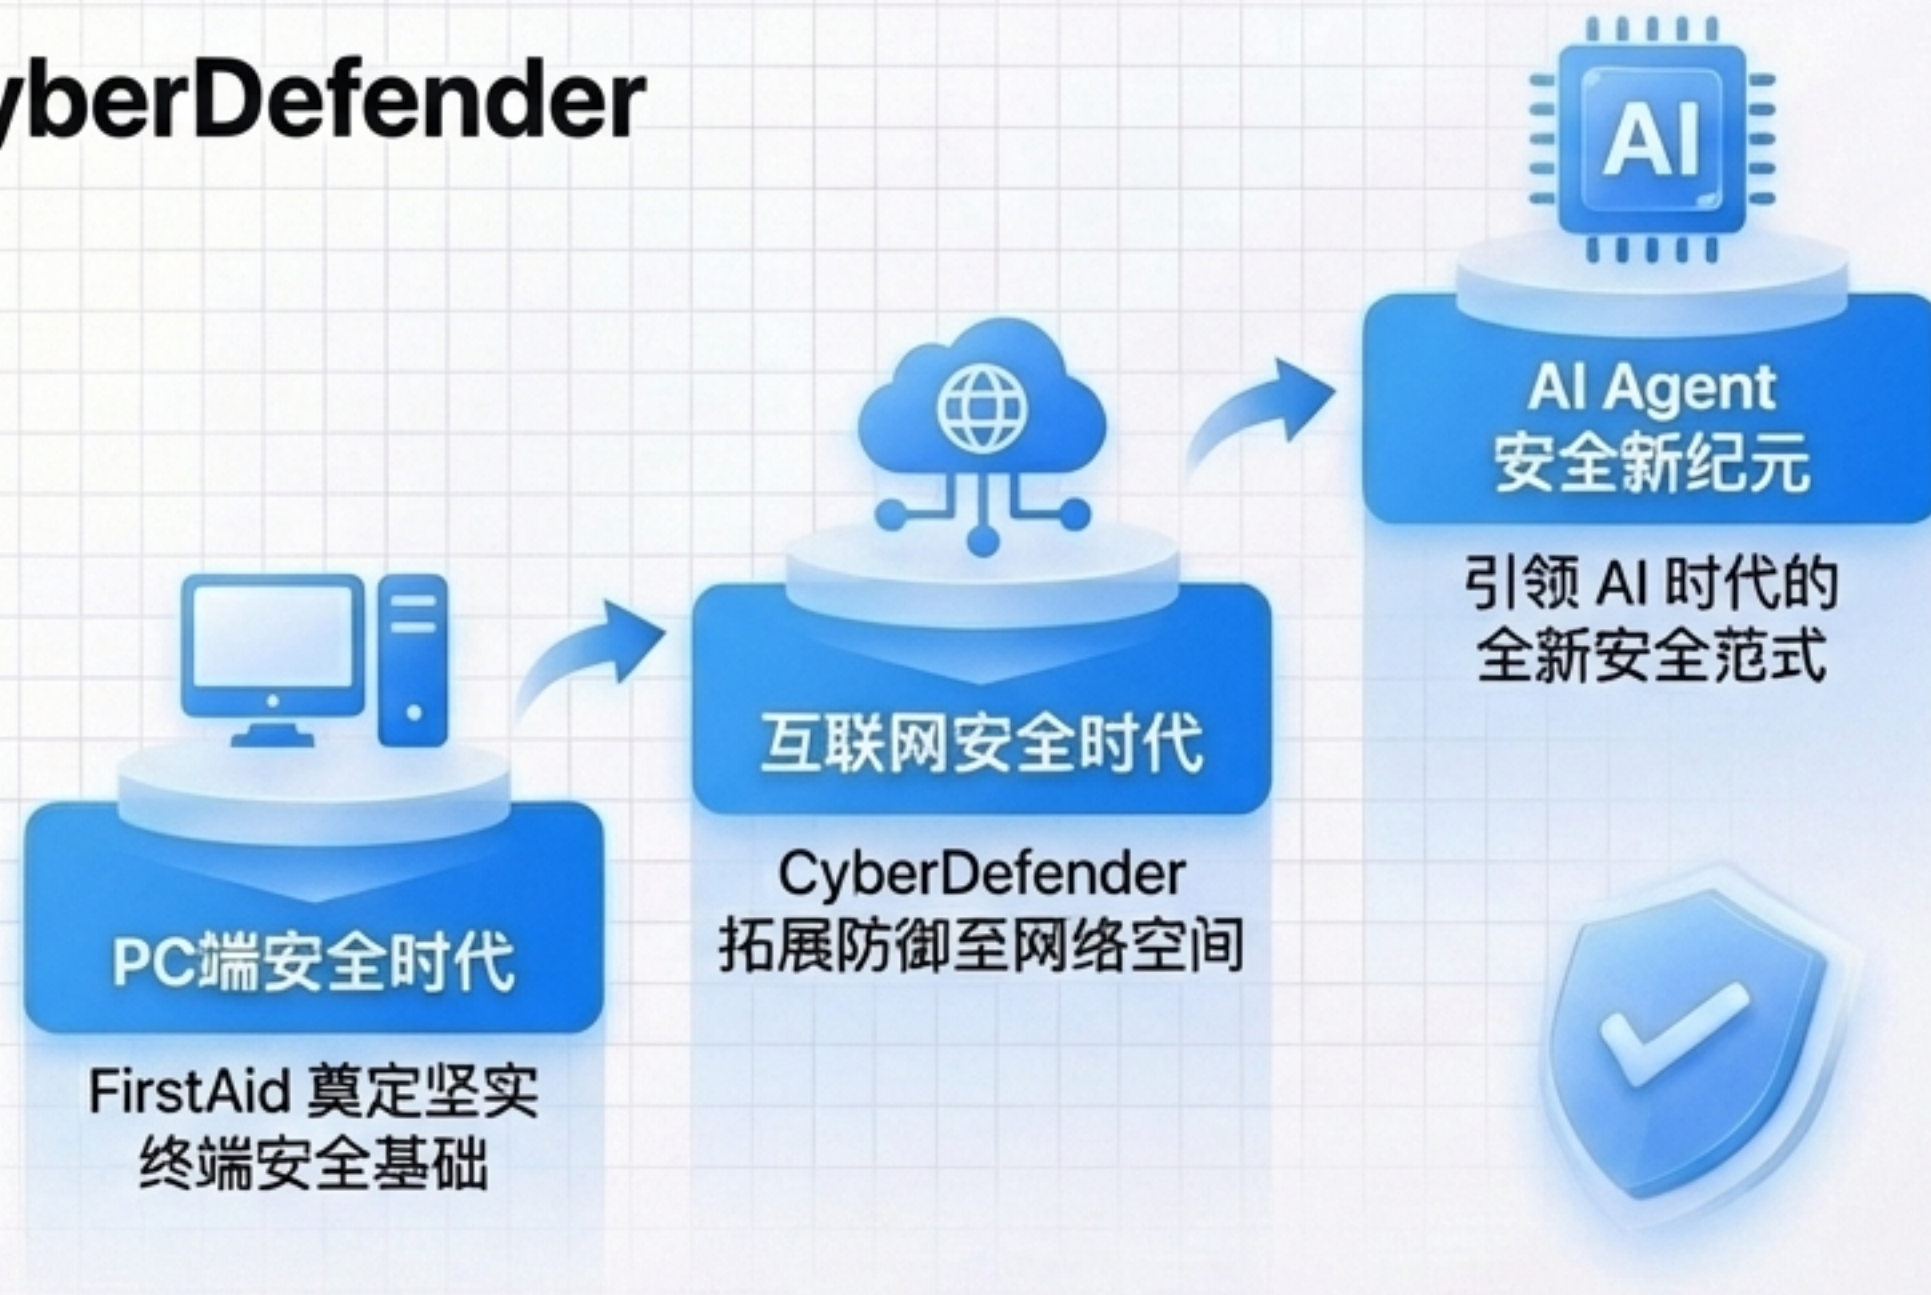 yberDefender
AI
AI Agent
安全新纪元
引领 AI 时代的
全新安全范式
互联网安全时代
CyberDefender
拓展防御至网络空间
PC端安全时代
FirstAid 奠定坚实
终端安全基础